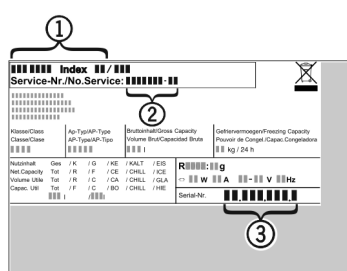 1
Index /
Service-Nr./No.Service: -
2
Klasse/Class Ap-Typ/AP-Type Bruttoinhalt/Gross Capacity Gefriervermoegen/Freezing Capacity
Classe/Clase AP-Type/AP-Tipo Volume Brut/Capacidad Bruta Pouvoir de Congel./Capac.Congeladora
l kg / 24 h
Nutzinhalt Ges / K / G / KE / KALT / EIS
Net.Capacity Tot / R / F / CE / CHILL / ICE
Volume Utile Tot / R / C / CA / CHILL / GLA
Capac. Util Tot / F / C / BO / CHILL / HIE
l / l
R : g
W A - V Hz
Serial-Nr. . . .
3